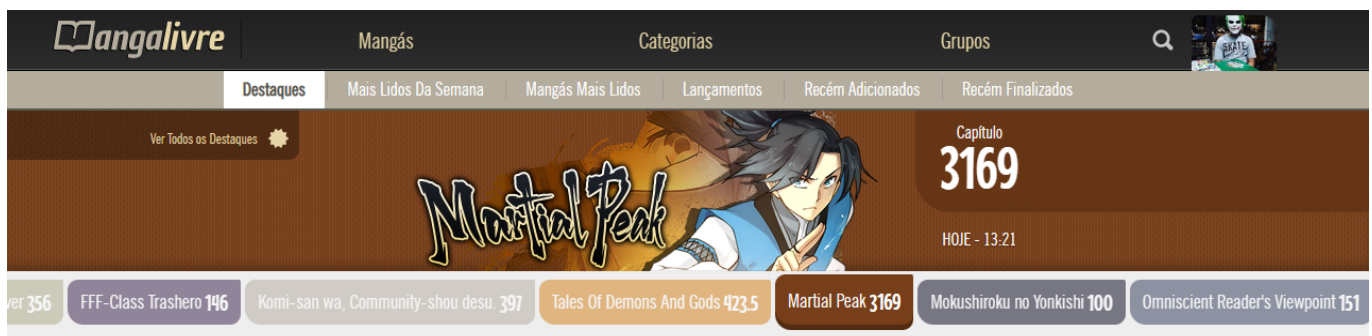 Mangalivre
Mangás
Categorias
Grupos
SKATE
Destaques
Mais Lidos Da Semana
Mangás Mais Lidos
Lançamentos
Recém Adicionados
Recém Finalizados
Ver Todos os Destaques
Martial Peak
Capítulo
3169
HOJE - 13:21
ver 356
FFF-Class Trashero 146
Komi-san wa, Community-shou desu. 397
Tales Of Demons And Gods 423.5
Martial Peak 3169
Mokushiroku no Yonkishi 100
Omniscient Reader's Viewpoint 151